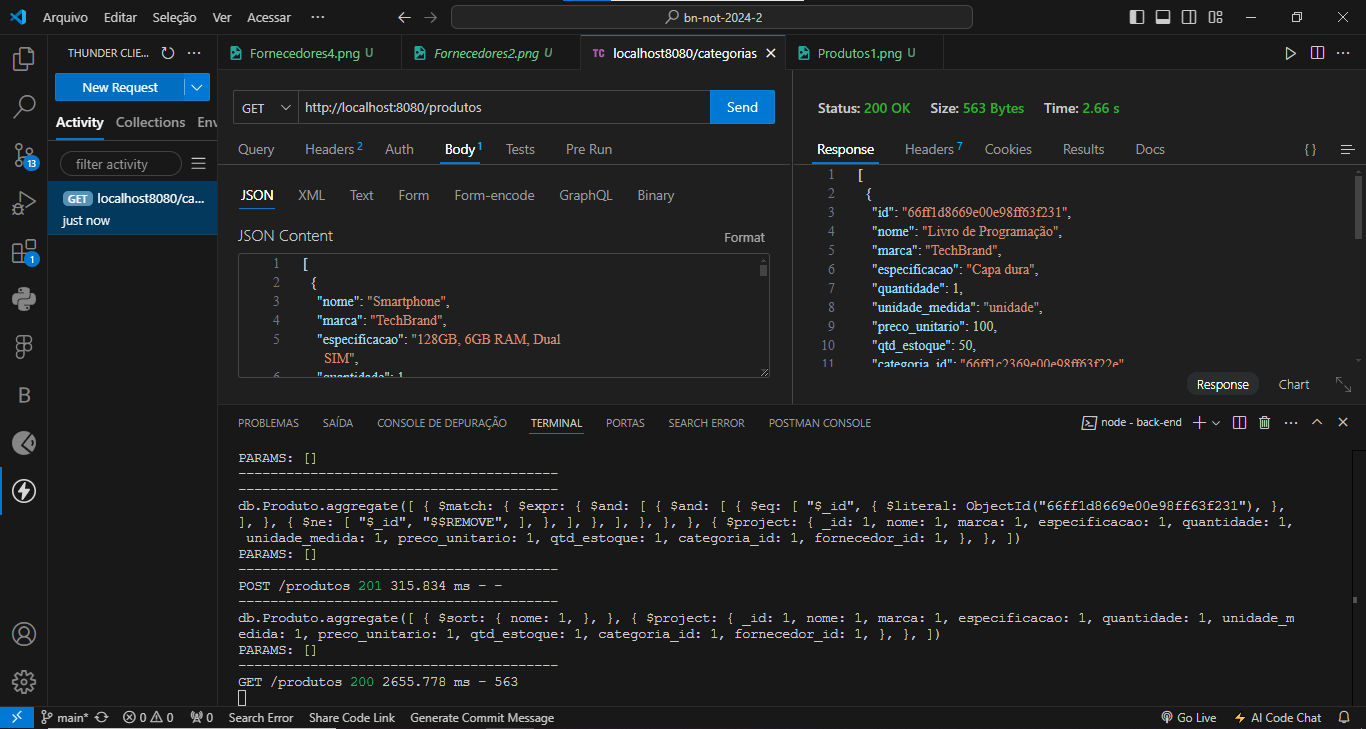 Arquivo Editar Seleção Ver Acessar ··· bn-not-2024-2
THUNDER CLIE... ···
Fornecedores4.png U Fornecedores2.png U TC localhost8080/categorias Produtos1.png U
New Request
Activity Collections Env
filter activity
GET localhost8080/ca...
just now
13
1
B
GET http://localhost:8080/produtos Send
Query Headers 2 Auth Body 1 Tests Pre Run
JSON XML Text Form Form-encode GraphQL Binary
JSON Content Format
1 [
2 {
3 "nome": "Smartphone",
4 "marca": "TechBrand",
5 "especificacao": "128GB, 6GB RAM, Dual
SIM",
6 "quantidade": 1,
Status: 200 OK Size: 563 Bytes Time: 2.66 s
Response Headers 7 Cookies Results Docs { }
1 [
2 {
3 "id": "66ff1d8669e00e98ff63f231",
4 "nome": "Livro de Programação",
5 "marca": "TechBrand",
6 "especificacao": "Capa dura",
7 "quantidade": 1,
8 "unidade_medida": "unidade",
9 "preco_unitario": 100,
10 "qtd_estoque": 50,
11 "categoria_id": "66ff1c2369e00e98ff63f22e",
Response Chart
PROBLEMAS SAÍDA CONSOLE DE DEPURAÇÃO TERMINAL PORTAS SEARCH ERROR POSTMAN CONSOLE node - back-end
PARAMS: []
----------------------------------------
----------------------------------------
db.Produto.aggregate([ { $match: { $expr: { $and: [ { $and: [ { $eq: [ "$_id", { $literal: ObjectId("66ff1d8669e00e98ff63f231"), },
], }, { $ne: [ "$_id", "$$REMOVE", ], }, ], }, ], }, }, }, { $project: { _id: 1, nome: 1, marca: 1, especificacao: 1, quantidade: 1,
unidade_medida: 1, preco_unitario: 1, qtd_estoque: 1, categoria_id: 1, fornecedor_id: 1, }, }, ])
PARAMS: []
----------------------------------------
POST /produtos 201 315.834 ms - -
----------------------------------------
db.Produto.aggregate([ { $sort: { nome: 1, }, }, { $project: { _id: 1, nome: 1, marca: 1, especificacao: 1, quantidade: 1, unidade_m
edida: 1, preco_unitario: 1, qtd_estoque: 1, categoria_id: 1, fornecedor_id: 1, }, }, ])
PARAMS: []
----------------------------------------
GET /produtos 200 2655.778 ms - 563
main* 0 0 0 Search Error Share Code Link Generate Commit Message Go Live AI Code Chat